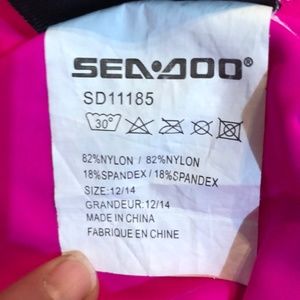 SEA·DOO
SD11185
30°
82%NYLON / 82%NYLON
18%SPANDEX / 18%SPANDEX
SIZE:12/14
GRANDEUR:12/14
MADE IN CHINA
FABRIQUE EN CHINE